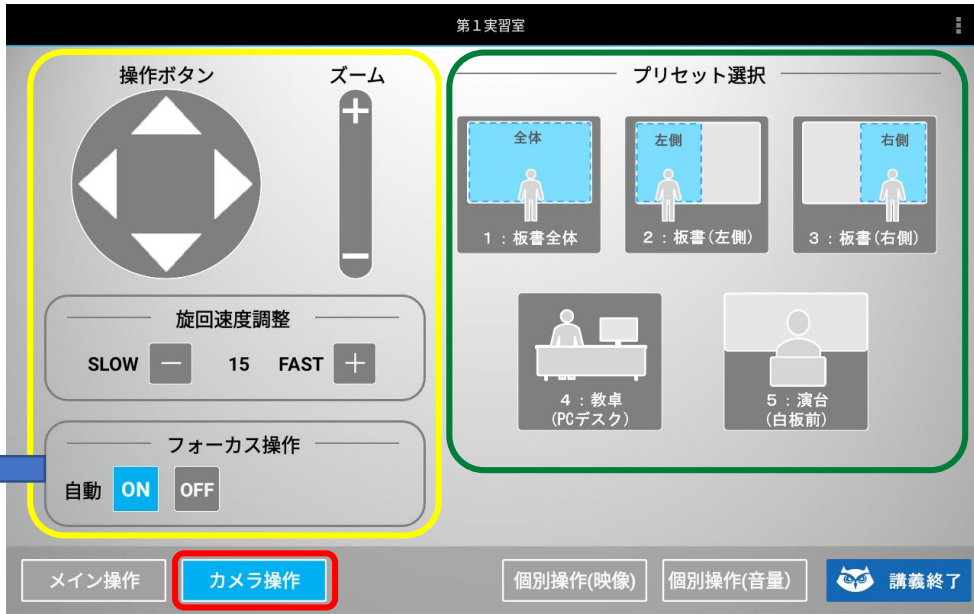 第１実習室
操作ボタン
ズーム
プリセット選択
全体
左側
右側
１：板書全体
２：板書(左側)
３：板書(右側)
旋回速度調整
SLOW － 15 FAST ＋
４：教卓
(PCデスク)
５：演台
(白板前)
フォーカス操作
自動 ON OFF
メイン操作
カメラ操作
個別操作(映像)
個別操作(音量)
講義終了